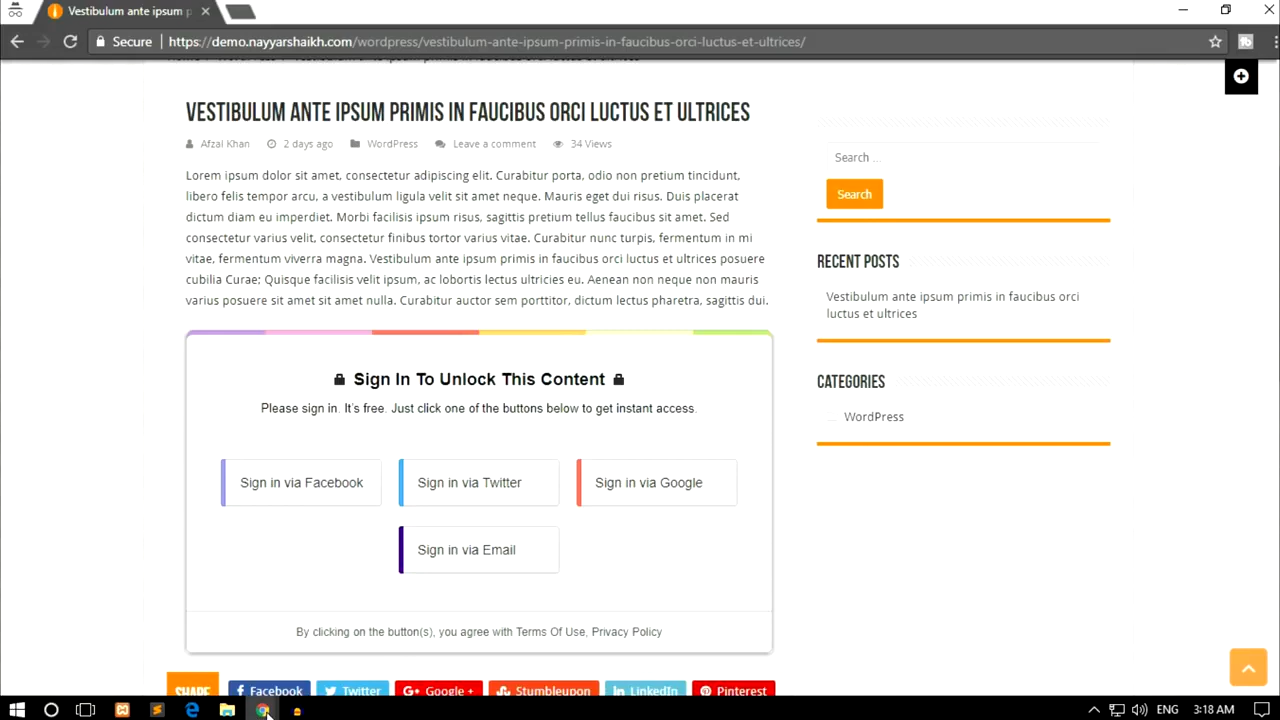 Vestibulum ante ipsum p
Secure
https://demo.nayyarshaikh.com/wordpress/vestibulum-ante-ipsum-primis-in-faucibus-orci-luctus-et-ultrices/
VESTIBULUM ANTE IPSUM PRIMIS IN FAUCIBUS ORCI LUCTUS ET ULTRICES
Afzal Khan 2 days ago WordPress Leave a comment 34 Views
Lorem ipsum dolor sit amet, consectetur adipiscing elit. Curabitur porta, odio non pretium tincidunt,
libero felis tempor arcu, a vestibulum ligula velit sit amet neque. Mauris eget dui risus. Duis placerat
dictum diam eu imperdiet. Morbi facilisis ipsum risus, sagittis pretium tellus faucibus sit amet. Sed
consectetur varius velit, consectetur finibus tortor varius vitae. Curabitur nunc turpis, fermentum in mi
vitae, fermentum viverra magna. Vestibulum ante ipsum primis in faucibus orci luctus et ultrices posuere
cubilia Curae; Quisque facilisis velit ipsum, ac lobortis lectus ultricies eu. Aenean non neque non mauris
varius posuere sit amet sit amet nulla. Curabitur auctor sem porttitor, dictum lectus pharetra, sagittis dui.
Sign In To Unlock This Content
Please sign in. It's free. Just click one of the buttons below to get instant access.
Sign in via Facebook
Sign in via Twitter
Sign in via Google
Sign in via Email
By clicking on the button(s), you agree with Terms Of Use, Privacy Policy
SHARE
Facebook
Twitter
Google +
Stumbleupon
LinkedIn
Pinterest
Search ...
Search
RECENT POSTS
Vestibulum ante ipsum primis in faucibus orci
luctus et ultrices
CATEGORIES
WordPress
ENG
3:18 AM